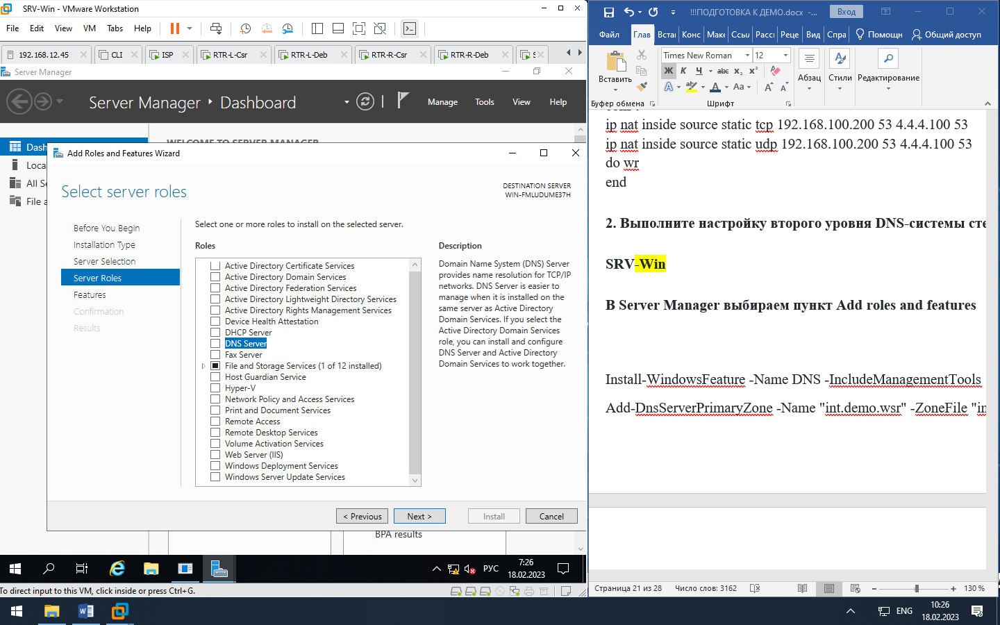 SRV-Win - VMware Workstation
File Edit View VM Tabs Help
192.168.12.45 CLI ISP RTR-L-Csr RTR-L-Deb RTR-R-Csr RTR-R-Deb
Server Manager
Server Manager Dashboard
Manage Tools View Help
WELCOME TO SERVER MANAGER
Dash
Loca
All Se
File a
Add Roles and Features Wizard
Select server roles
DESTINATION SERVER
WIN-FMLUDUME37H
Before You Begin
Installation Type
Server Selection
Server Roles
Features
Confirmation
Results
Select one or more roles to install on the selected server.
Roles
Active Directory Certificate Services
Active Directory Domain Services
Active Directory Federation Services
Active Directory Lightweight Directory Services
Active Directory Rights Management Services
Device Health Attestation
DHCP Server
DNS Server
Fax Server
File and Storage Services (1 of 12 installed)
Host Guardian Service
Hyper-V
Network Policy and Access Services
Print and Document Services
Remote Access
Remote Desktop Services
Volume Activation Services
Web Server (IIS)
Windows Deployment Services
Windows Server Update Services
Description
Domain Name System (DNS) Server
provides name resolution for TCP/IP
networks. DNS Server is easier to
manage when it is installed on the
same server as Active Directory
Domain Services. If you select the
Active Directory Domain Services
role, you can install and configure
DNS Server and Active Directory
Domain Services to work together.
< Previous Next > Install Cancel
BPA results
РУС
7:26
18.02.2023
To direct input to this VM, click inside or press Ctrl+G.
!!!ПОДГОТОВКА К ДЕМО.docx -...
Вход
Файл Глав Вста Конс Маке Ссыл Расс Реце Вид Спра Помощн Общий доступ
Вставить
Буфер обмена
Times New Roman 12
Ж К Ч abc x₂ x²
А ab А Aa А А
Шрифт
Абзац
Стили
Редактирование
ip nat inside source static tcp 192.168.100.200 53 4.4.4.100 53
ip nat inside source static udp 192.168.100.200 53 4.4.4.100 53
do wr
end
2. Выполните настройку второго уровня DNS-системы сте
SRV-Win
В Server Manager выбираем пункт Add roles and features
Install-WindowsFeature -Name DNS -IncludeManagementTools
Add-DnsServerPrimaryZone -Name "int.demo.wsr" -ZoneFile "in
Страница 21 из 28 Число слов: 3162 130 %
ENG
10:26
18.02.2023